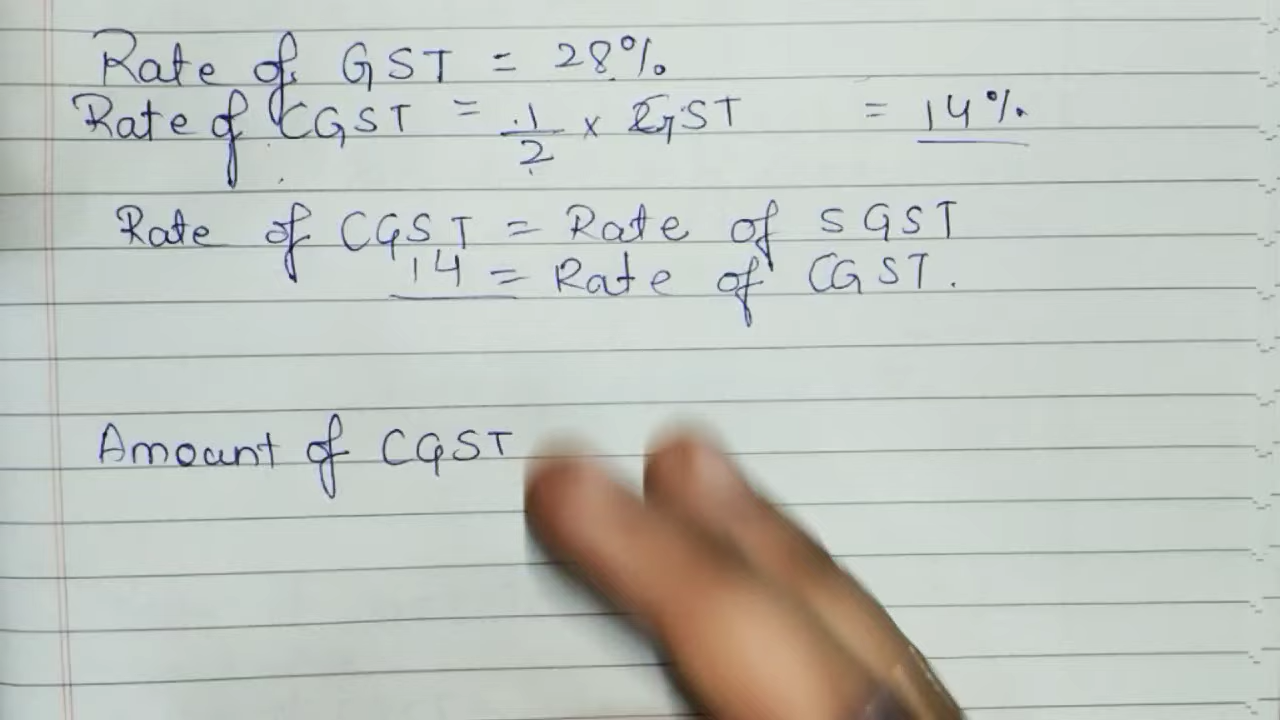 Rate of GST = 28%
Rate of CGST = 1/2 × GST = 14%
Rate of CGST = Rate of SGST
14 = Rate of CGST.
Amount of CGST